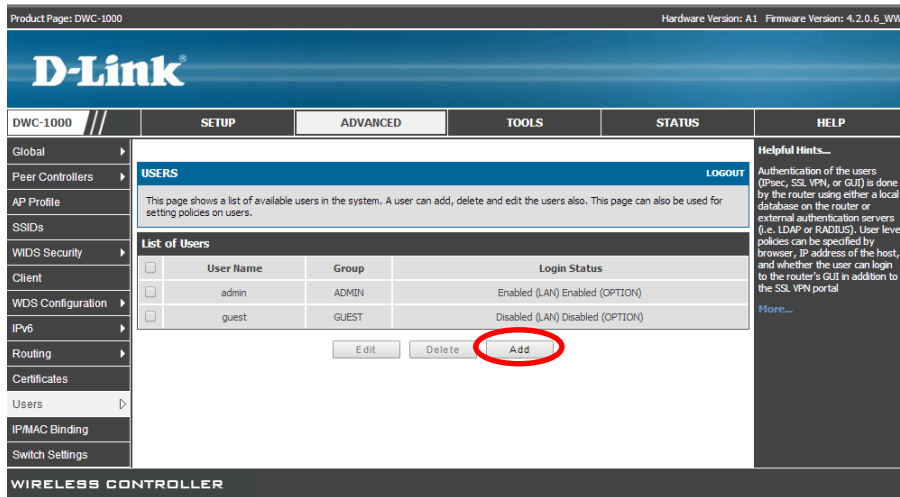 Product Page: DWC-1000
Hardware Version: A1 Firmware Version: 4.2.0.6_WW
D-Link®
DWC-1000
SETUP
ADVANCED
TOOLS
STATUS
HELP
Global
Peer Controllers
AP Profile
SSIDs
WIDS Security
Client
WDS Configuration
IPv6
Routing
Certificates
Users
IP/MAC Binding
Switch Settings
USERS
LOGOUT
This page shows a list of available users in the system. A user can add, delete and edit the users also. This page can also be used for
setting policies on users.
List of Users
User Name Group Login Status
admin ADMIN Enabled (LAN) Enabled (OPTION)
guest GUEST Disabled (LAN) Disabled (OPTION)
Edit Delete Add
Helpful Hints...
Authentication of the users
(IPsec, SSL VPN, or GUI) is done
by the router using either a local
database on the router or
external authentication servers
(i.e. LDAP or RADIUS). User leve
policies can be specified by
browser, IP address of the host,
and whether the user can login
to the router's GUI in addition to
the SSL VPN portal
More...
WIRELESS CONTROLLER